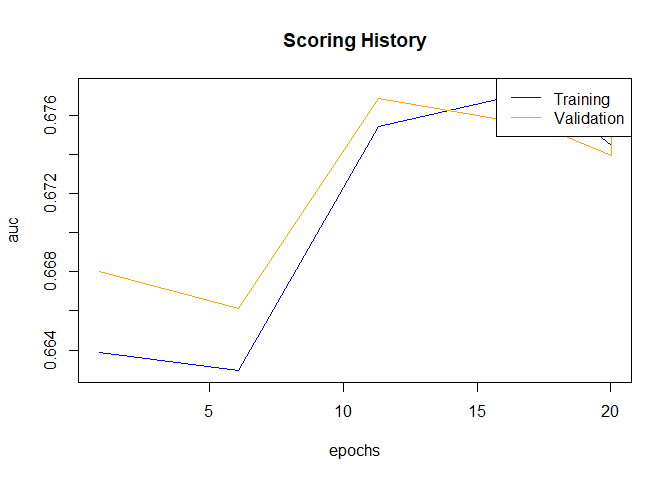 Scoring History
Training
Validation
0.676
0.672
0.668
0.664
auc
5 10 15 20
epochs